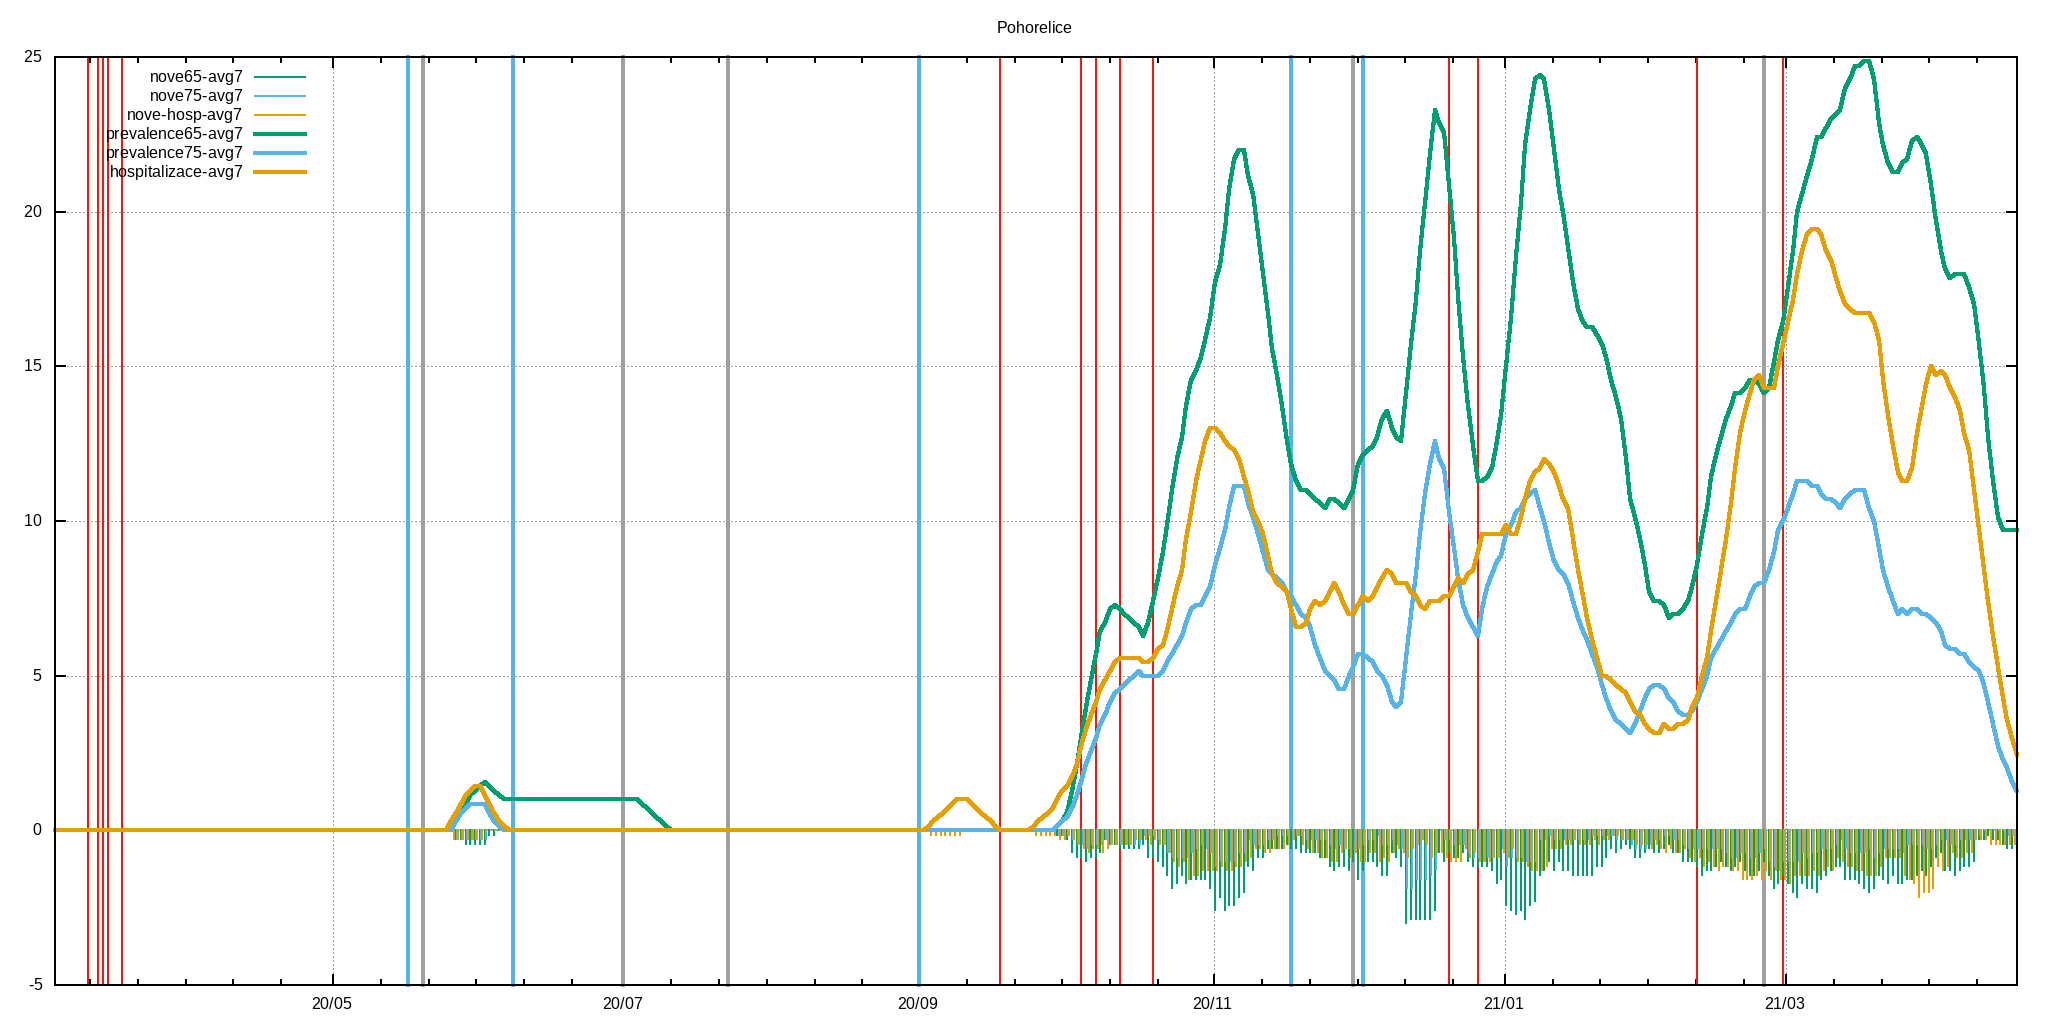 Pohorelice
25
nove65-avg7
nove75-avg7
nove-hosp-avg7
prevalence65-avg7
prevalence75-avg7
hospitalizace-avg7
20
15
10
5
0
-5
20/05 20/07 20/09 20/11 21/01 21/03